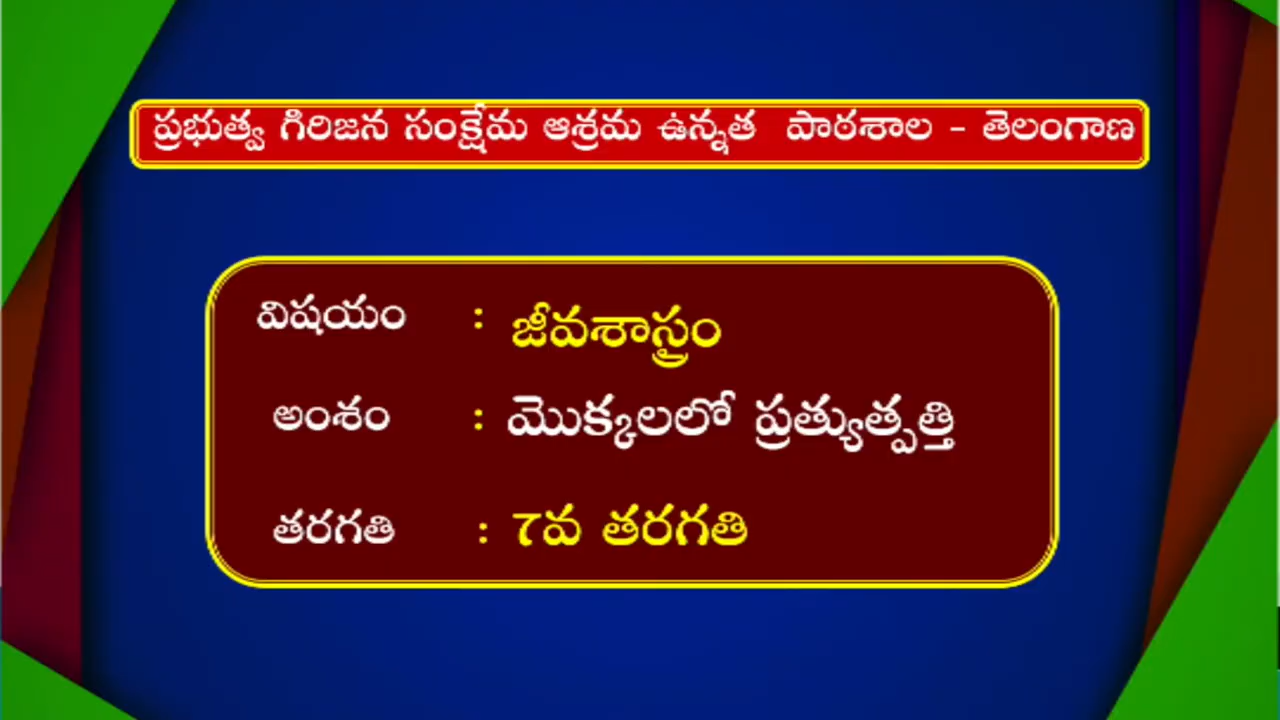 ప్రభుత్వ గిరిజన సంక్షేమ ఆశ్రమ ఉన్నత పాఠశాల - తెలంగాణ
విషయం : జీవశాస్త్రం
అంశం : మొక్కలలో ప్రత్యుత్పత్తి
తరగతి : 7వ తరగతి